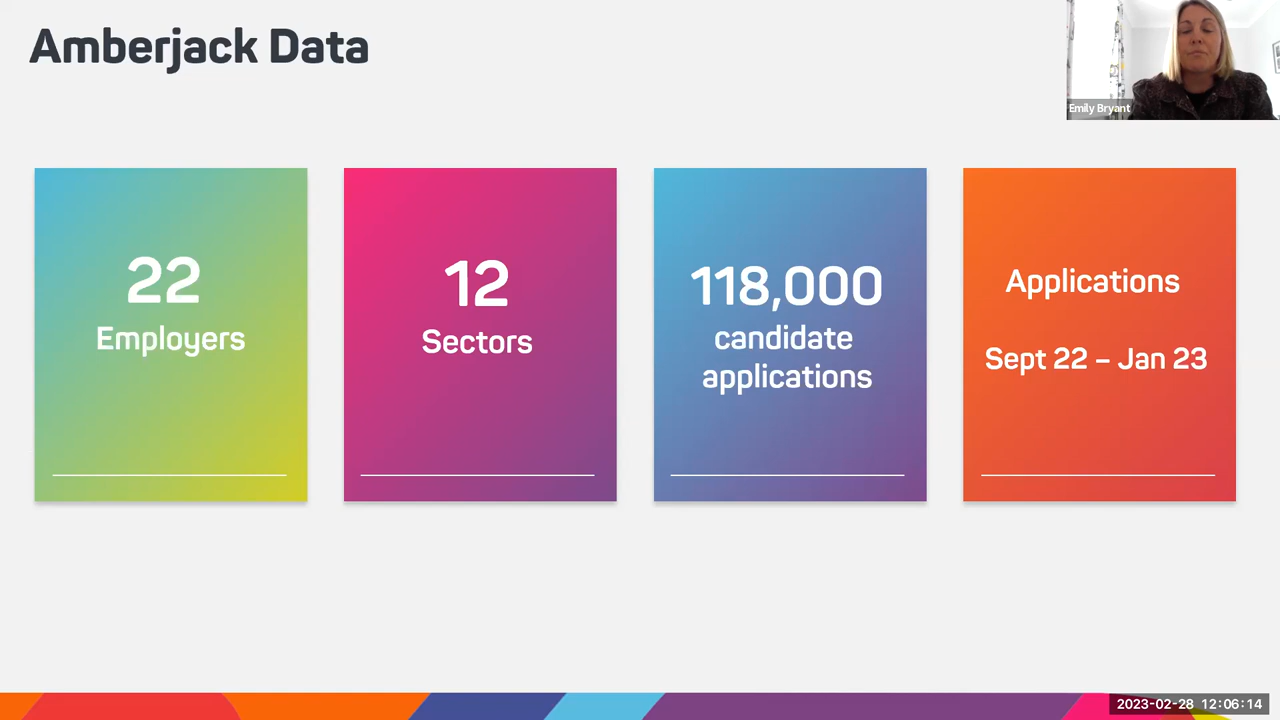 Amberjack Data
Emily Bryant
22
Employers
12
Sectors
118,000
candidate
applications
Applications
Sept 22 – Jan 23
2023-02-28 12:06:14